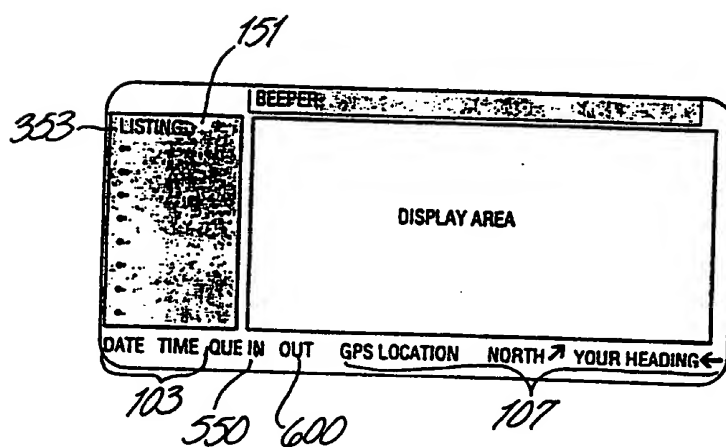 151
BEEPER:
353
LISTING:
DISPLAY AREA
DATE TIME QUE IN OUT GPS LOCATION NORTH↗ YOUR HEADING←
103
550
600
107